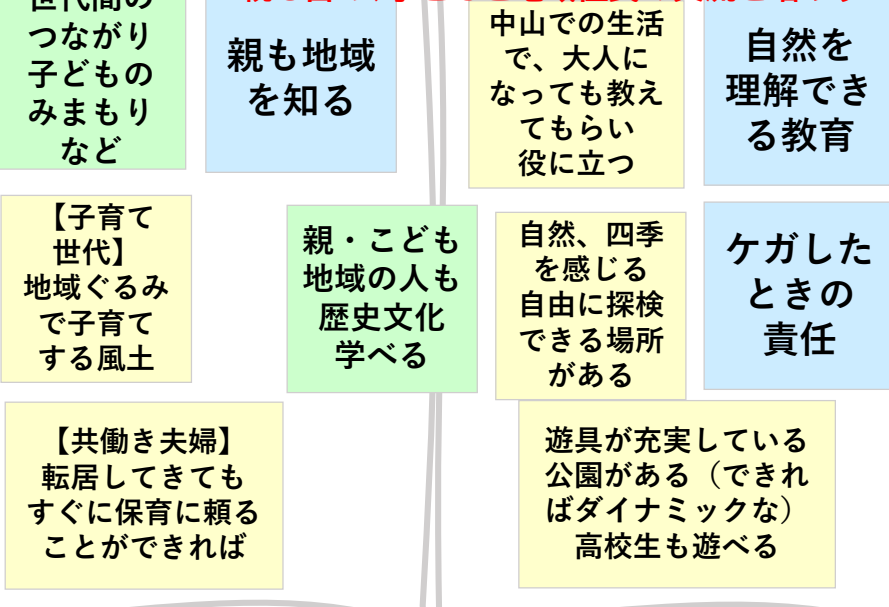 世代間の
つながり
子どもの
みまもり
など
親も地域
を知る
中山での生活
で、大人に
なっても教え
てもらい
役に立つ
自然を
理解でき
る教育
【子育て
世代】
地域ぐるみ
で子育て
する風土
親・こども
地域の人も
歴史文化
学べる
自然、四季
を感じる
自由に探検
できる場所
がある
ケガした
ときの
責任
【共働き夫婦】
転居してきても
すぐに保育に頼る
ことができれば
遊具が充実している
公園がある（できれ
ばダイナミックな）
高校生も遊べる